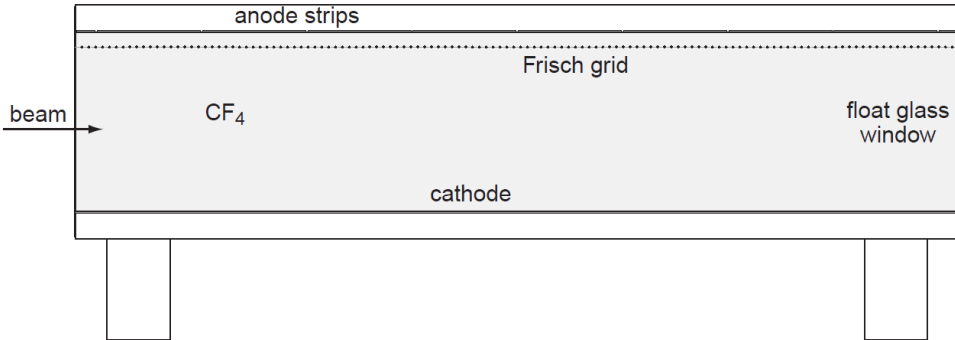 anode strips
Frisch grid
beam
CF₄
float glass
window
cathode